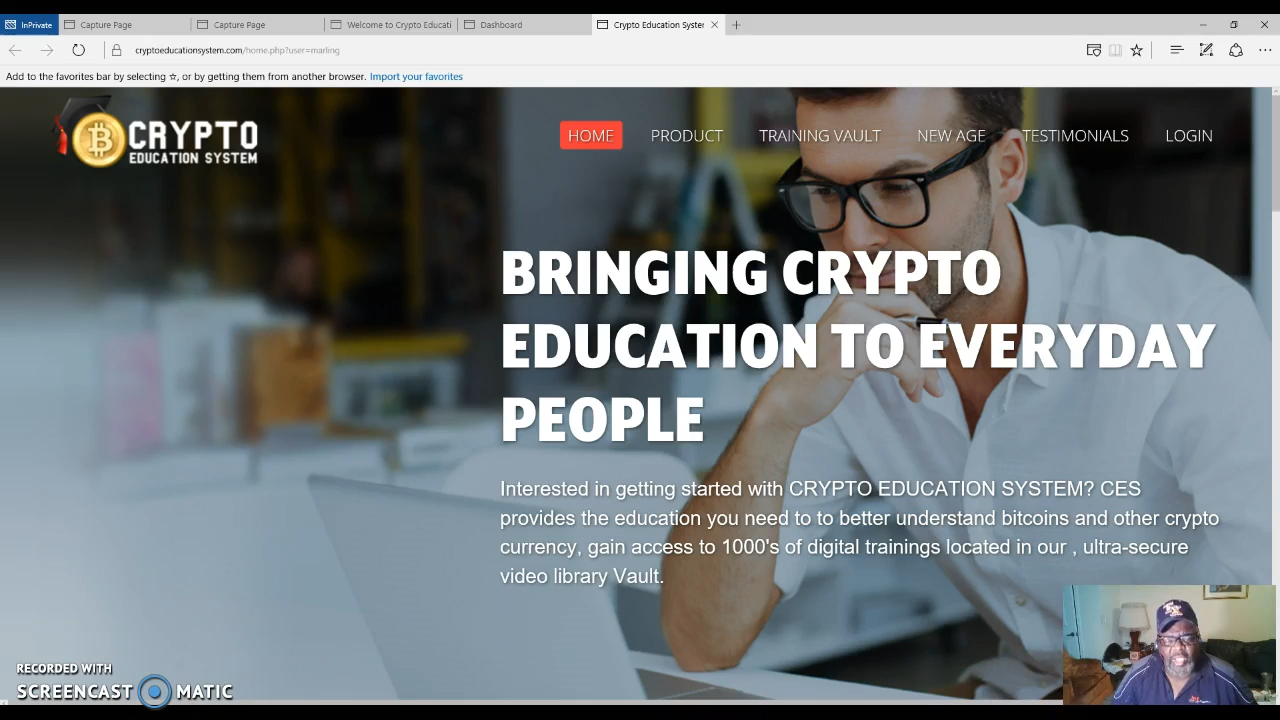 InPrivate
Capture Page
Capture Page
Welcome to Crypto Educati
Dashboard
Crypto Education System
cryptoeducationsystem.com/home.php?user=marling
Add to the favorites bar by selecting ☆, or by getting them from another browser. Import your favorites
CRYPTO
EDUCATION SYSTEM
HOME
PRODUCT
TRAINING VAULT
NEW AGE
TESTIMONIALS
LOGIN
BRINGING CRYPTO
EDUCATION TO EVERYDAY
PEOPLE
Interested in getting started with CRYPTO EDUCATION SYSTEM? CES
provides the education you need to to better understand bitcoins and other crypto
currency, gain access to 1000's of digital trainings located in our , ultra-secure
video library Vault.
RECORDED WITH
SCREENCAST MATIC